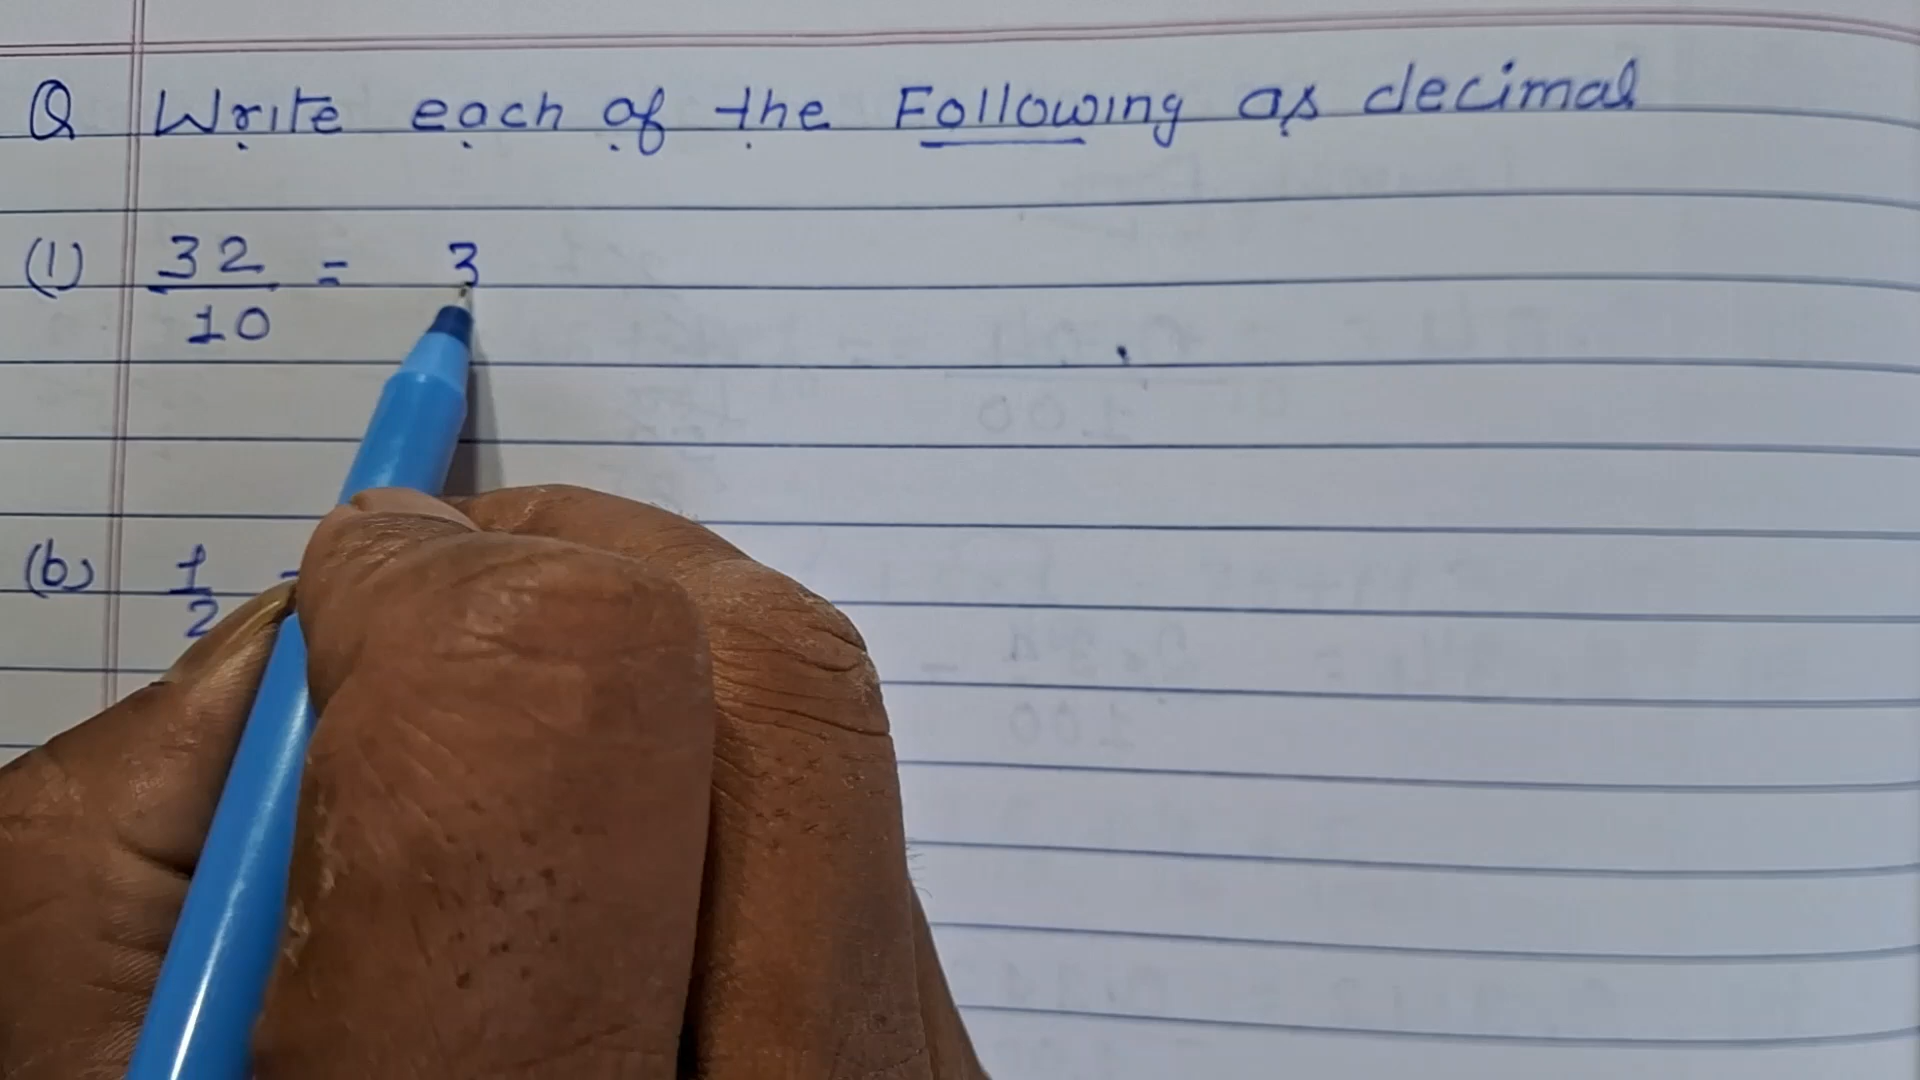 Q Write each of the Following as decimal
(1) 32/10 = 3
(b) 1/2 -